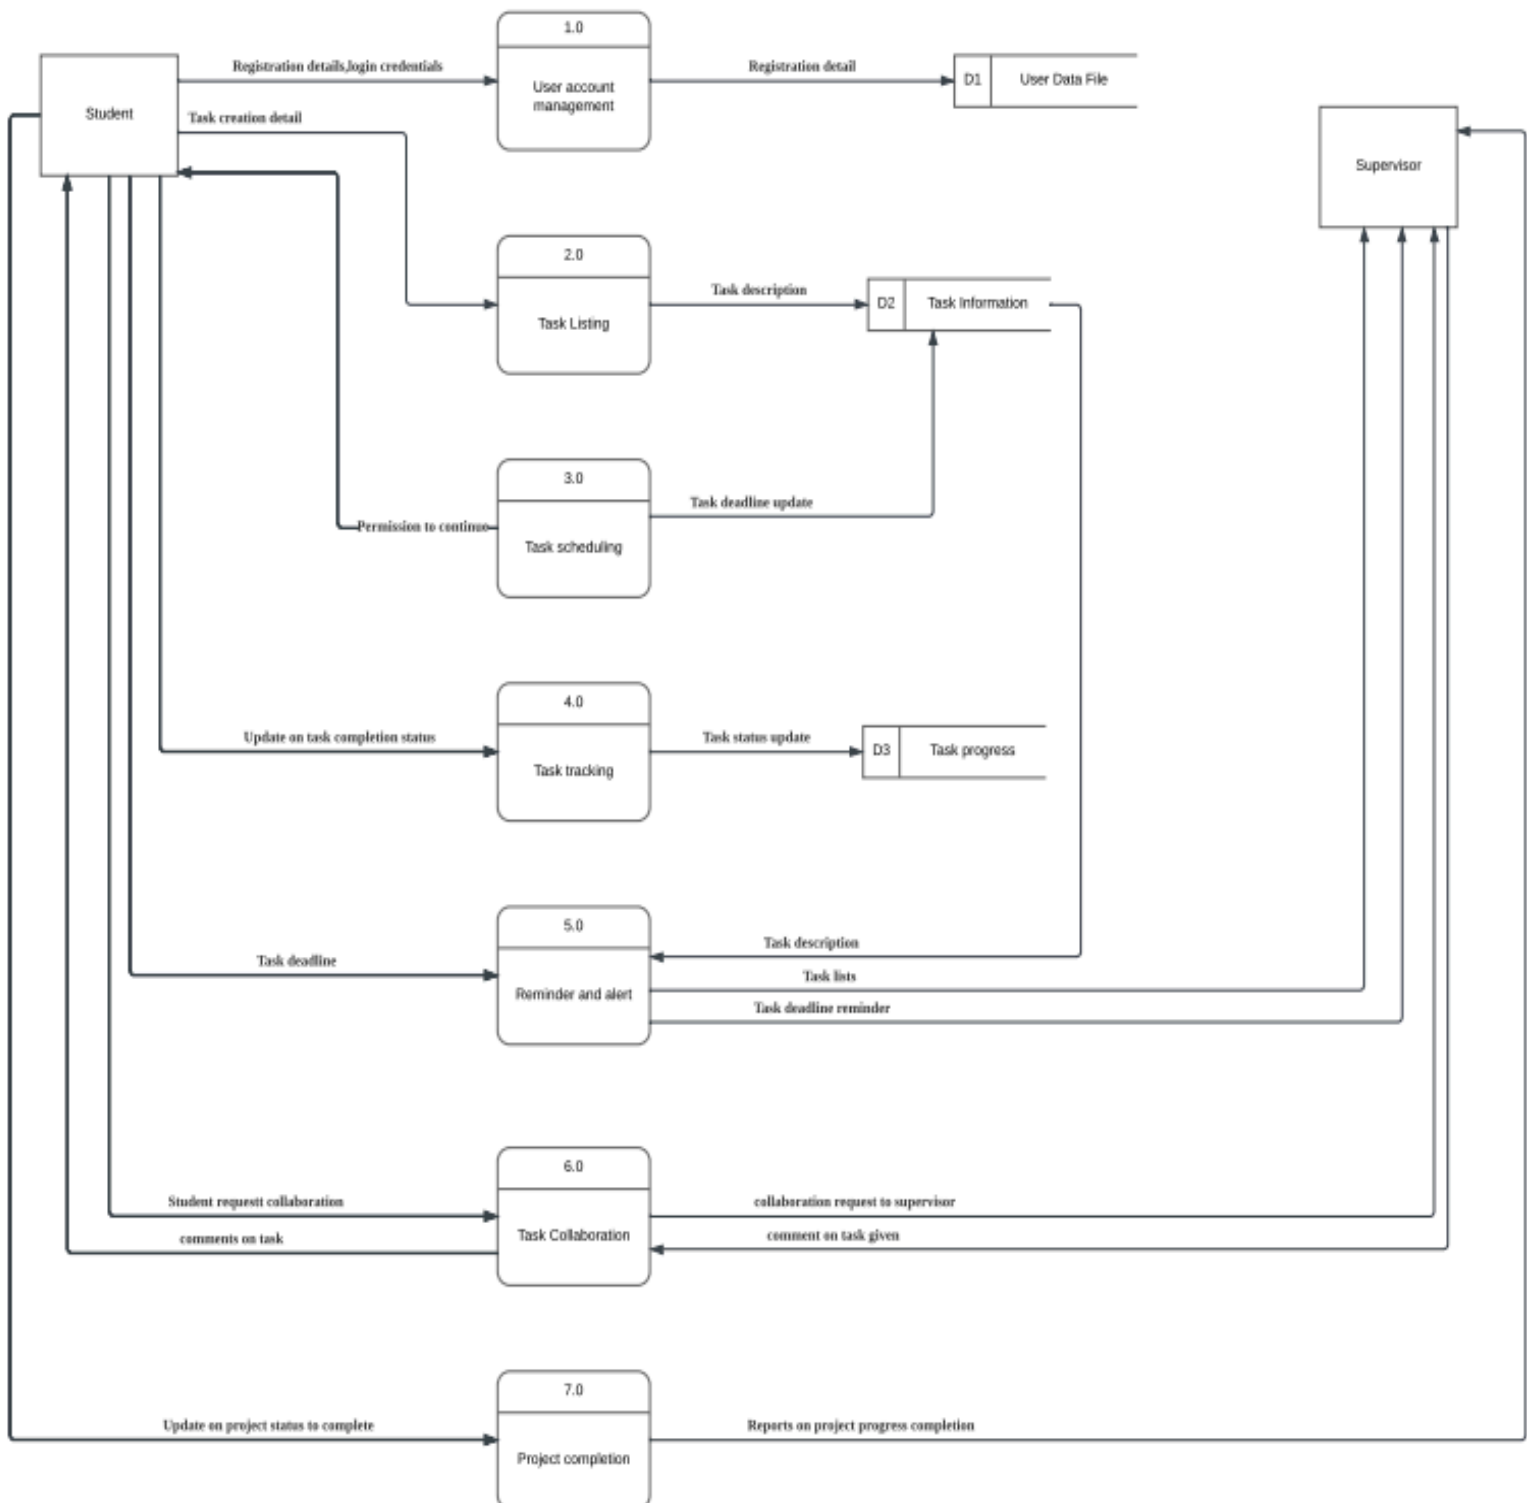 1.0
Registration details,login credentials
Registration detail
User account
management
D1
User Data File
Student
Task creation detail
Supervisor
2.0
Task description
D2
Task Information
Task Listing
3.0
Task deadline update
Permission to continue
Task scheduling
4.0
Update on task completion status
Task status update
D3
Task progress
Task tracking
5.0
Task description
Task deadline
Task lists
Reminder and alert
Task deadline reminder
6.0
Student requestt collaboration
collaboration request to supervisor
Task Collaboration
comments on task
comment on task given
7.0
Update on project status to complete
Reports on project progress completion
Project completion